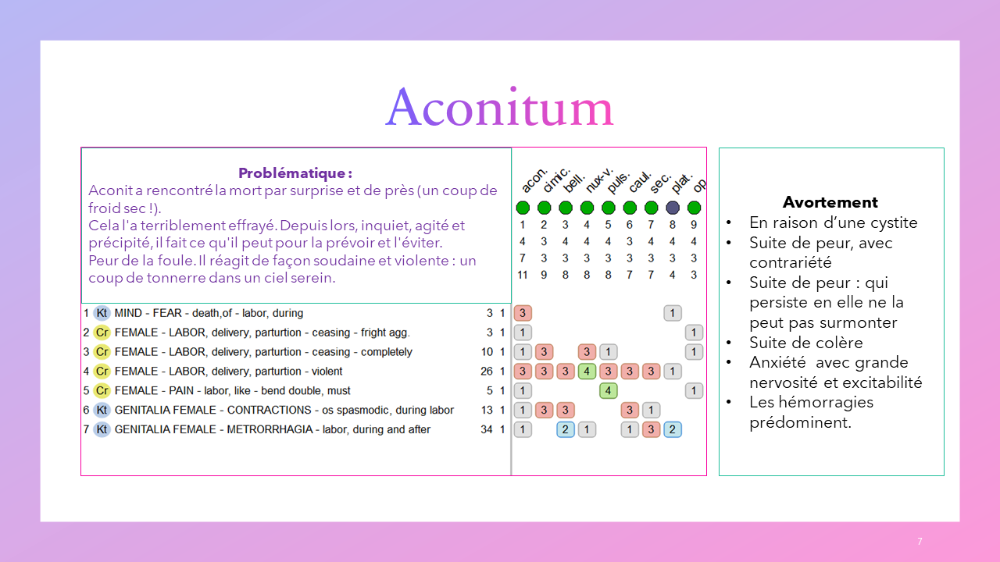 Aconitum
Problématique :
Aconit a rencontré la mort par surprise et de près (un coup de
froid sec !).
Cela l'a terriblement effrayé. Depuis lors, inquiet, agité et
précipité, il fait ce qu'il peut pour la prévoir et l'éviter.
Peur de la foule. Il réagit de façon soudaine et violente : un
coup de tonnerre dans un ciel serein.
acon. cimic. bell. nux-v. puls. caul. sec. plat. op
1 2 3 4 5 6 7 8 9
4 3 4 4 4 3 4 4 4
7 3 3 3 3 3 3 3 3
11 9 8 8 8 7 7 4 3
1 Kt MIND - FEAR - death,of - labor, during 3 1 3 1
2 Cr FEMALE - LABOR, delivery, parturtion - ceasing - fright agg. 3 1 1 1
3 Cr FEMALE - LABOR, delivery, parturtion - ceasing - completely 10 1 1 3 3 1 1
4 Cr FEMALE - LABOR, delivery, parturtion - violent 26 1 3 3 3 4 3 3 3 1
5 Cr FEMALE - PAIN - labor, like - bend double, must 5 1 1 4 1
6 Kt GENITALIA FEMALE - CONTRACTIONS - os spasmodic, during labor 13 1 1 3 3 3 1
7 Kt GENITALIA FEMALE - METRORRHAGIA - labor, during and after 34 1 1 2 1 1 3 2
Avortement
• En raison d’une cystite
• Suite de peur, avec
contrariété
• Suite de peur : qui
persiste en elle ne la
peut pas surmonter
• Suite de colère
• Anxiété avec grande
nervosité et excitabilité
• Les hémorragies
prédominent.
7